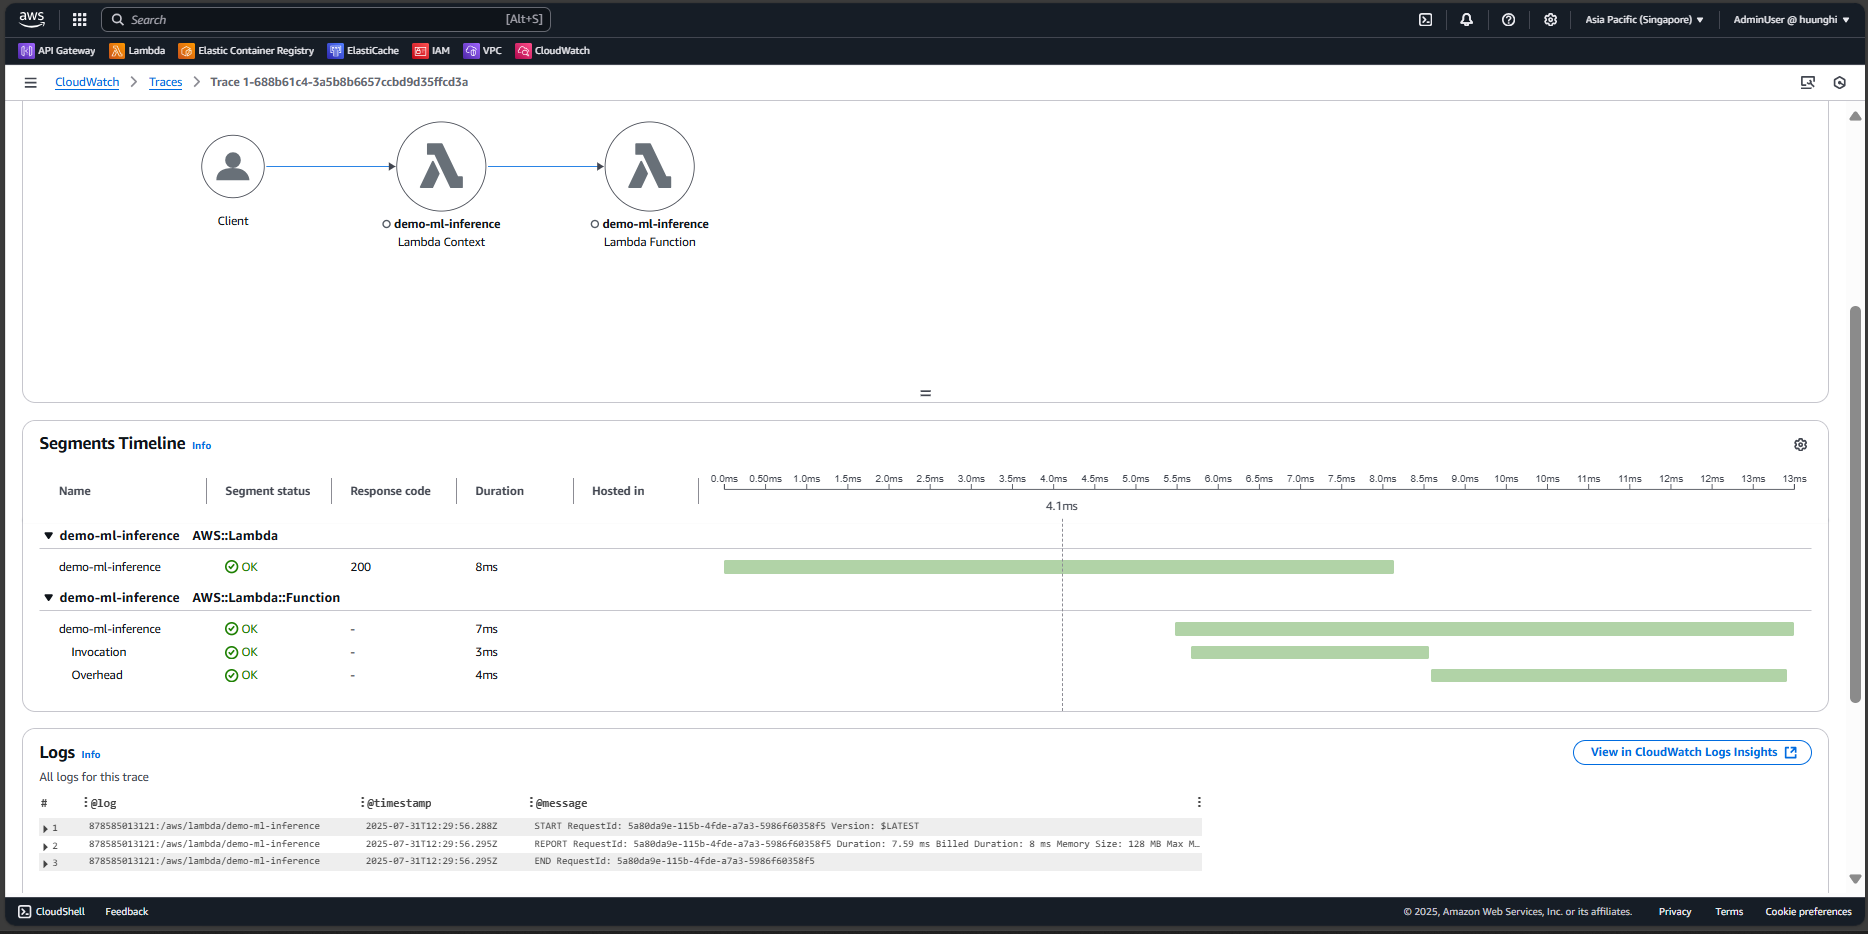 aws Search [Alt+S] Asia Pacific (Singapore) AdminUser @ huunghi
API Gateway Lambda Elastic Container Registry ElastiCache IAM VPC CloudWatch
CloudWatch Traces Trace 1-688b61c4-3a5b8b6657ccbd9d35ffcd3a
Client
demo-ml-inference
Lambda Context
demo-ml-inference
Lambda Function
Segments Timeline Info
Name Segment status Response code Duration Hosted in
0.0ms 0.50ms 1.0ms 1.5ms 2.0ms 2.5ms 3.0ms 3.5ms 4.0ms 4.5ms 5.0ms 5.5ms 6.0ms 6.5ms 7.0ms 7.5ms 8.0ms 8.5ms 9.0ms 10ms 10ms 11ms 11ms 12ms 12ms 13ms 13ms
4.1ms
demo-ml-inference AWS::Lambda
demo-ml-inference OK 200 8ms
demo-ml-inference AWS::Lambda::Function
demo-ml-inference OK - 7ms
Invocation OK - 3ms
Overhead OK - 4ms
Logs Info
View in CloudWatch Logs Insights
All logs for this trace
# @log @timestamp @message
1 878585013121:/aws/lambda/demo-ml-inference 2025-07-31T12:29:56.288Z START RequestId: 5a80da9e-115b-4fde-a7a3-5986f60358f5 Version: $LATEST
2 878585013121:/aws/lambda/demo-ml-inference 2025-07-31T12:29:56.295Z REPORT RequestId: 5a80da9e-115b-4fde-a7a3-5986f60358f5 Duration: 7.59 ms Billed Duration: 8 ms Memory Size: 128 MB Max M…
3 878585013121:/aws/lambda/demo-ml-inference 2025-07-31T12:29:56.295Z END RequestId: 5a80da9e-115b-4fde-a7a3-5986f60358f5
CloudShell Feedback © 2025, Amazon Web Services, Inc. or its affiliates. Privacy Terms Cookie preferences